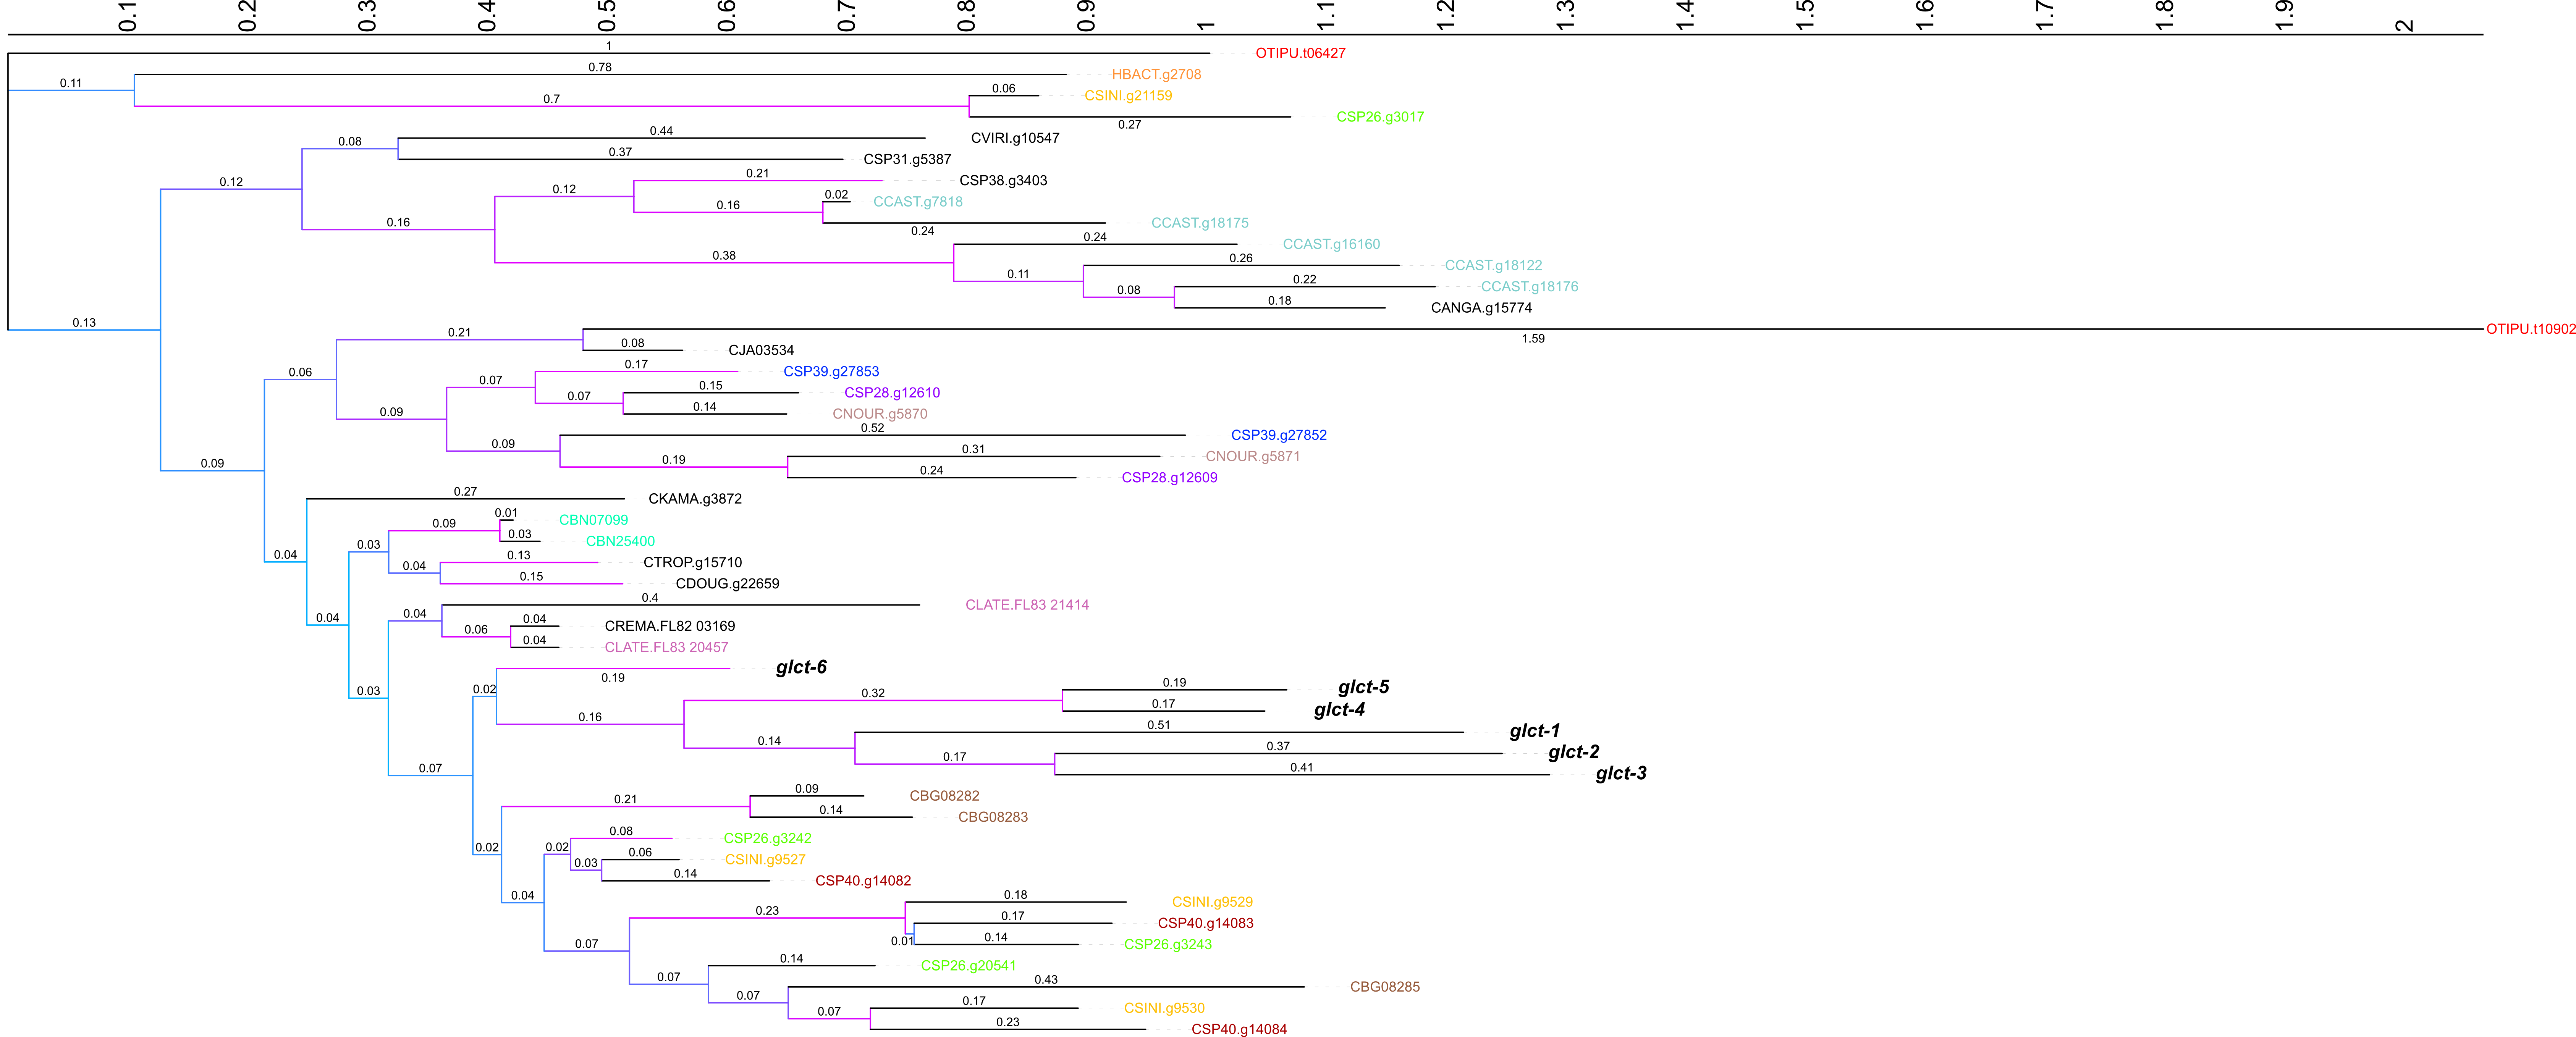 0.1 0.2 0.3 0.4 0.5 0.6 0.7 0.8 0.9 1 1.1 1.2 1.3 1.4 1.5 1.6 1.7 1.8 1.9 2
1 OTIPU.t06427
0.78 HBACT.g2708
0.11
0.06 CSINI.g21159
0.7
0.27 CSP26.g3017
0.44 CVIRI.g10547
0.08
0.37 CSP31.g5387
0.12
0.21 CSP38.g3403
0.12
0.02 CCAST.g7818
0.16
0.24 CCAST.g18175
0.16
0.24 CCAST.g16160
0.38
0.26 CCAST.g18122
0.11
0.22 CCAST.g18176
0.08
0.18 CANGA.g15774
0.13
1.59 OTIPU.t10902
0.21
0.08 CJA03534
0.06
0.17 CSP39.g27853
0.07
0.15 CSP28.g12610
0.07
0.14 CNOUR.g5870
0.09
0.52 CSP39.g27852
0.09
0.31 CNOUR.g5871
0.19
0.24 CSP28.g12609
0.09
0.27 CKAMA.g3872
0.01 CBN07099
0.09
0.03 CBN25400
0.03
0.04
0.13 CTROP.g15710
0.04
0.15 CDOUG.g22659
0.4 CLATE.FL83 21414
0.04
0.04
0.04 CREMA.FL82 03169
0.06
0.04 CLATE.FL83 20457
0.19 glct-6
0.03
0.02
0.19 glct-5
0.32
0.17 glct-4
0.16
0.51 glct-1
0.14
0.37 glct-2
0.17
0.41 glct-3
0.07
0.09 CBG08282
0.21
0.14 CBG08283
0.08 CSP26.g3242
0.02
0.02
0.06 CSINI.g9527
0.03
0.14 CSP40.g14082
0.04
0.18 CSINI.g9529
0.23
0.17 CSP40.g14083
0.01
0.14 CSP26.g3243
0.07
0.14 CSP26.g20541
0.07
0.43 CBG08285
0.07
0.17 CSINI.g9530
0.07
0.23 CSP40.g14084